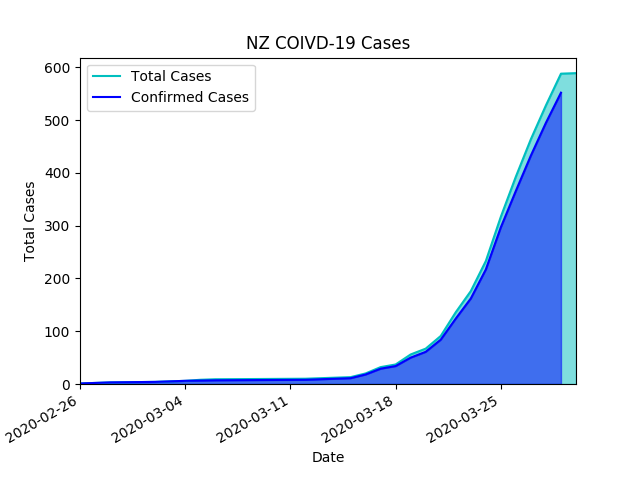 NZ COIVD-19 Cases
Total Cases
Confirmed Cases
600
500
400
300
200
100
0
Total Cases
2020-02-26
2020-03-04
2020-03-11
2020-03-18
2020-03-25
Date